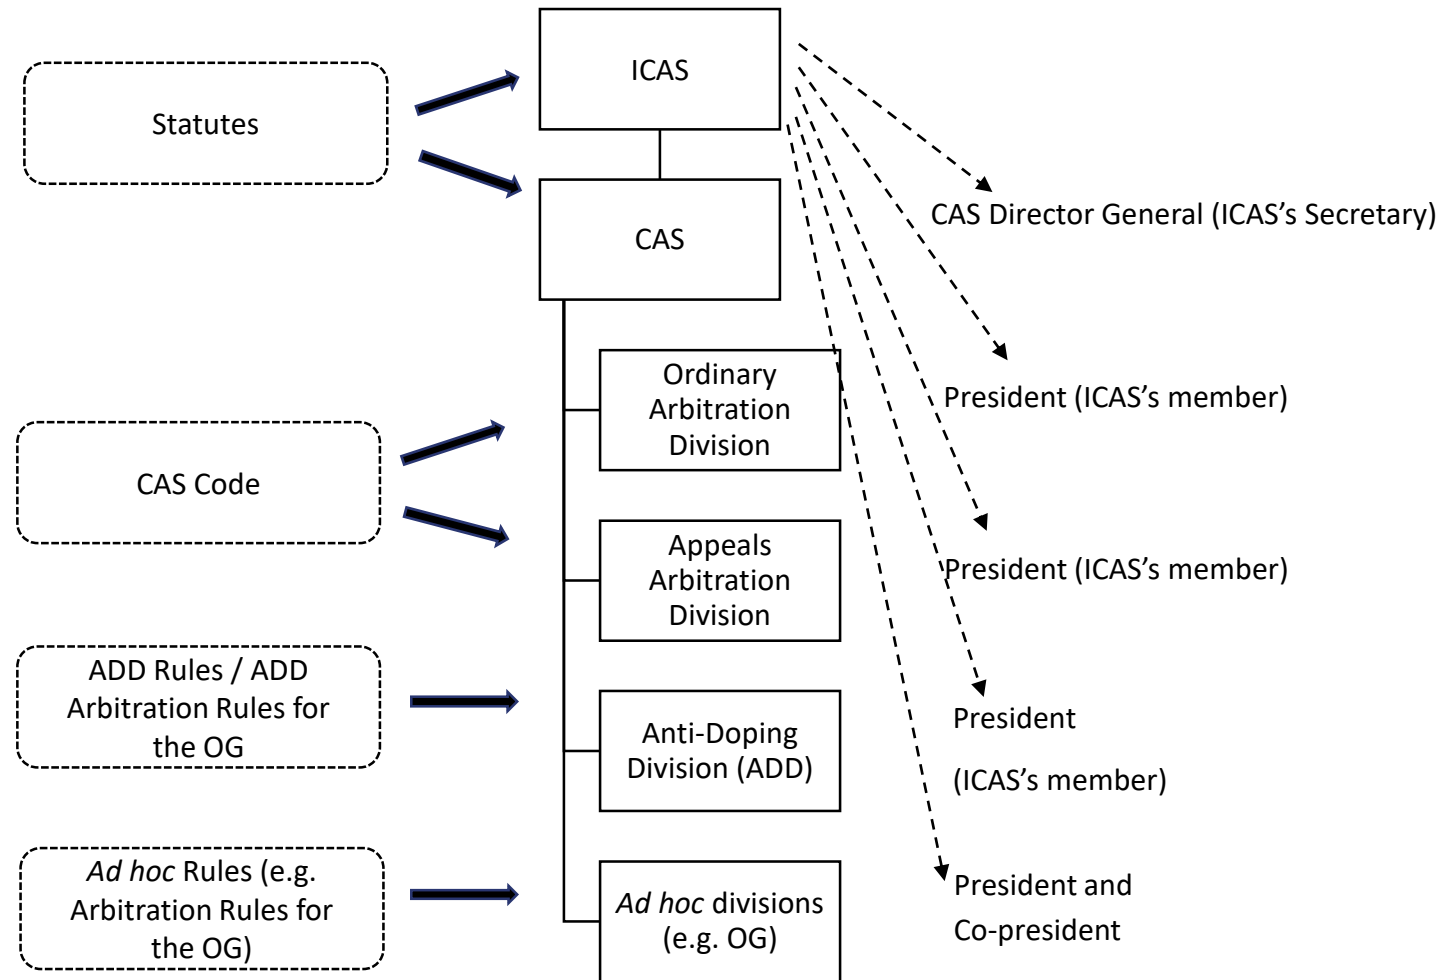 ICAS
Statutes
CAS Director General (ICAS’s Secretary)
CAS
Ordinary
Arbitration
Division
President (ICAS’s member)
CAS Code
Appeals
Arbitration
Division
President (ICAS’s member)
ADD Rules / ADD
Arbitration Rules for
the OG
Anti-Doping
Division (ADD)
President
(ICAS’s member)
Ad hoc Rules (e.g.
Arbitration Rules for
the OG)
Ad hoc divisions
(e.g. OG)
President and
Co-president